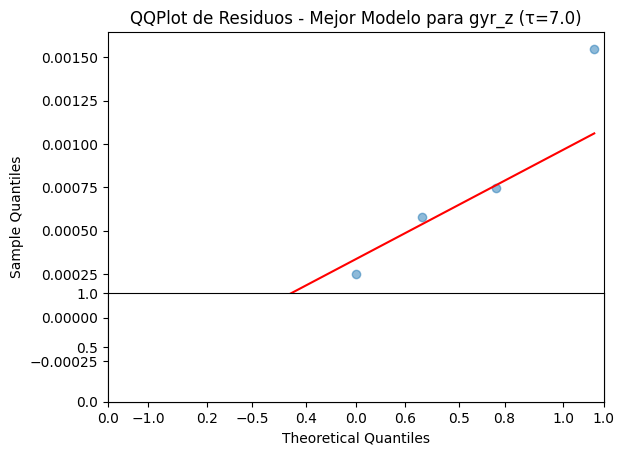 QQPlot de Residuos - Mejor Modelo para gyr_z (τ=7.0)
0.00150
0.00125
0.00100
0.00075
0.00050
0.00025
1.0
0.00000
0.5
−0.00025
0.0
Sample Quantiles
0.0 −1.0 0.2 −0.5 0.4 0.0 0.6 0.5 0.8 1.0 1.0
Theoretical Quantiles